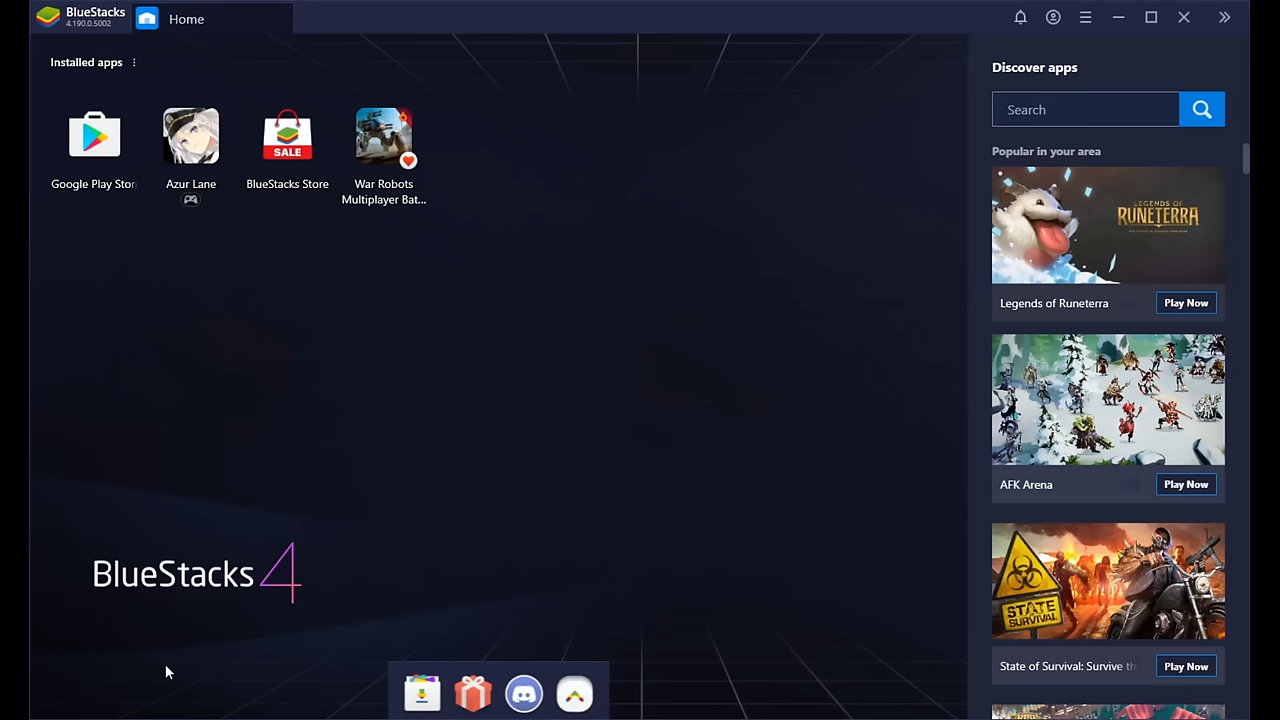 BlueStacks
4.190.0.5002
Home
Installed apps
Google Play Stor
Azur Lane
SALE
BlueStacks Store
6
War Robots
Multiplayer Bat...
BlueStacks 4
Discover apps
Search
Popular in your area
LEGENDS OF
RUNETERRA
Legends of Runeterra
Play Now
AFK Arena
Play Now
STATE
SURVIVAL
State of Survival: Survive th
Play Now